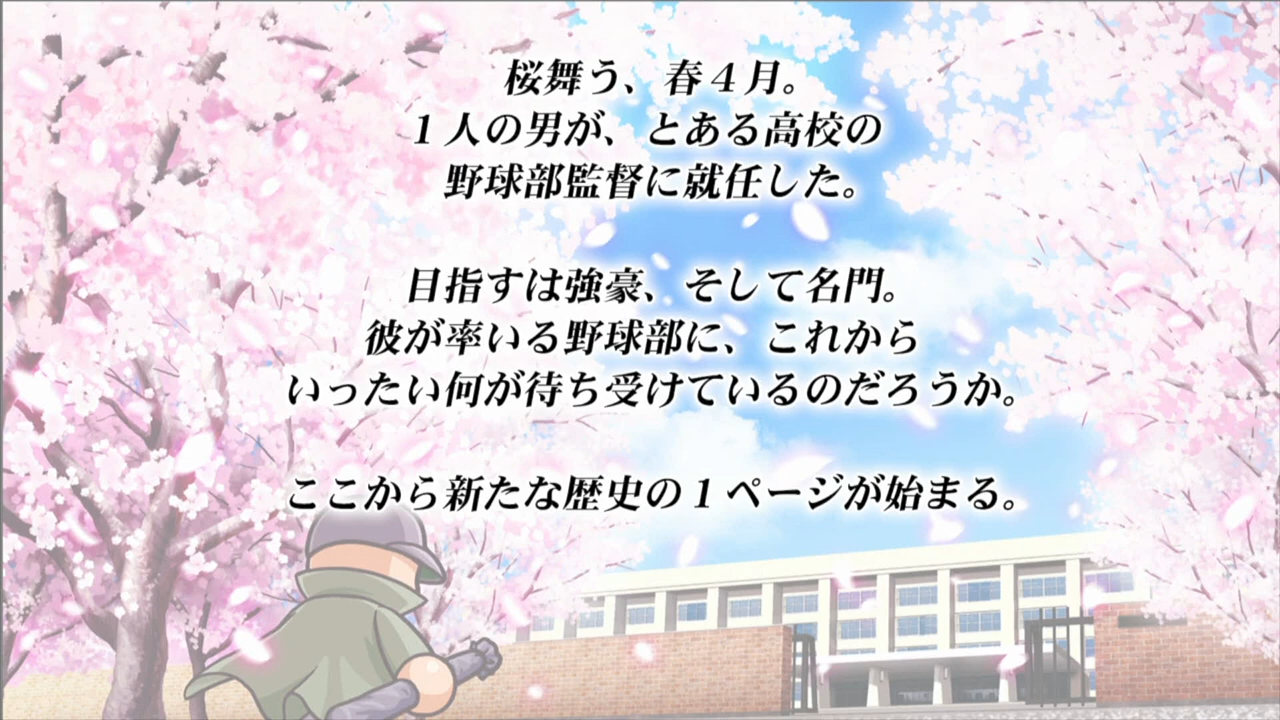 桜舞う、春４月。
１人の男が、とある高校の
野球部監督に就任した。
目指すは強豪、そして名門。
彼が率いる野球部に、これから
いったい何が待ち受けているのだろうか。
ここから新たな歴史の１ページが始まる。